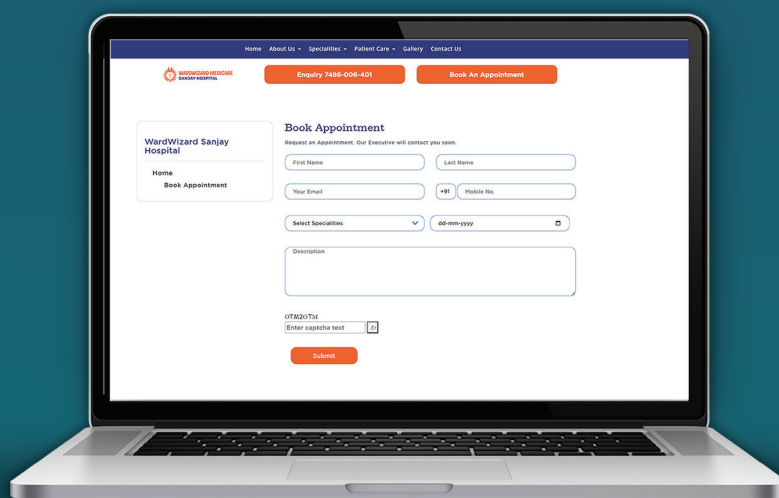 Home About Us Specialities Patient Care Gallery Contact Us
WARDWIZARD MEDICARE
SANJAY HOSPITAL
Enquiry 7486-006-401
Book An Appointment
WardWizard Sanjay
Hospital
Home
Book Appointment
Book Appointment
Request an Appointment. Our Executive will contact you soon.
First Name
Last Name
Your Email
+91 Mobile No.
Select Specialities
dd-mm-yyyy
Description
OTM2OTM
Enter captcha text
Submit